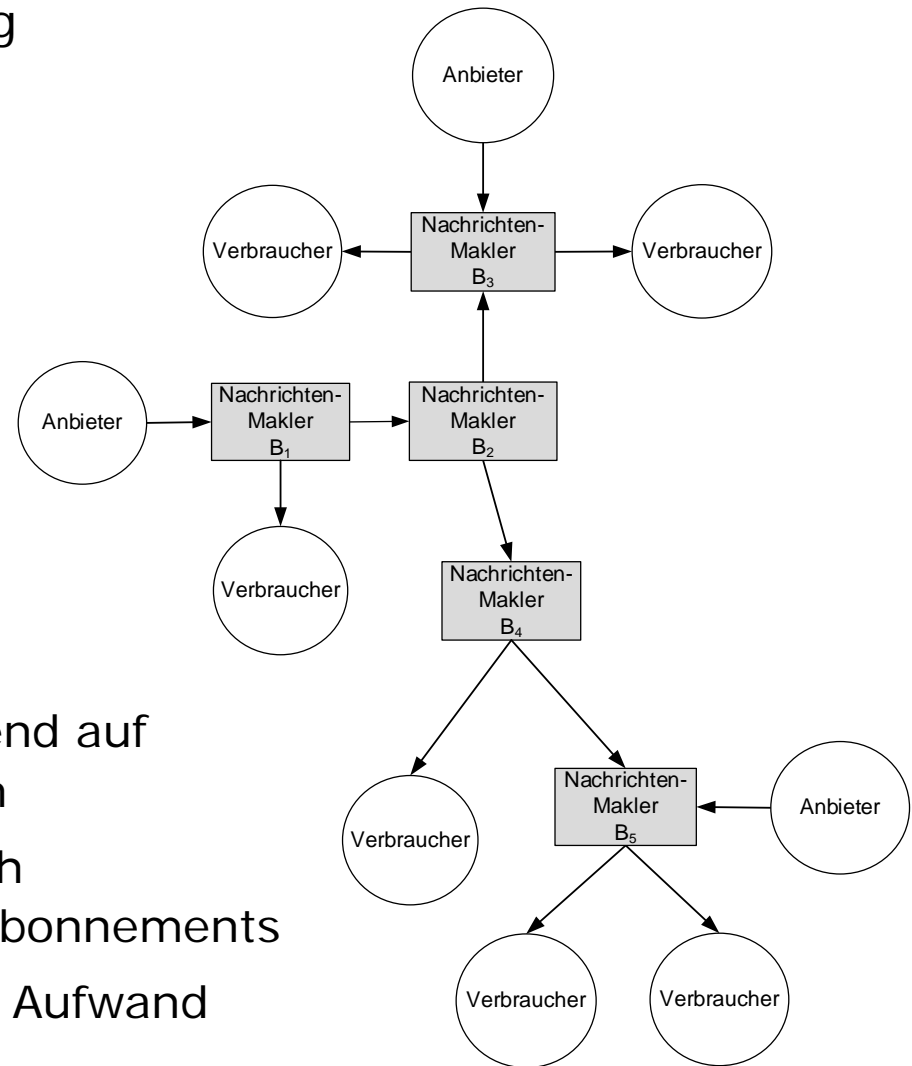 g
Anbieter
Verbraucher
Nachrichten-
Makler
B₃
Verbraucher
Anbieter
Nachrichten-
Makler
B₁
Nachrichten-
Makler
B₂
Verbraucher
Nachrichten-
Makler
B₄
end auf
n
Verbraucher
Nachrichten-
Makler
B₅
Anbieter
h
bonnements
Aufwand
Verbraucher
Verbraucher